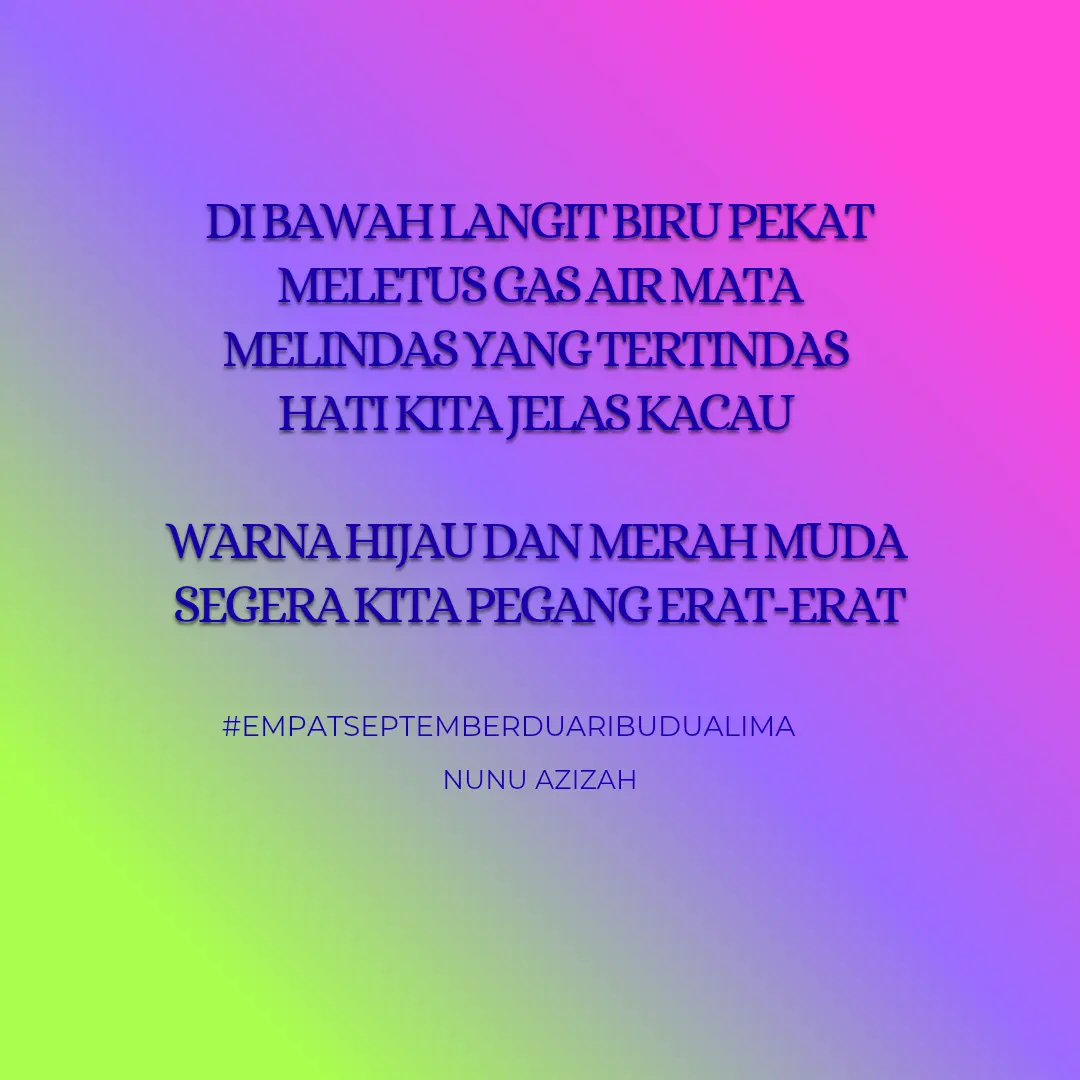 DI BAWAH LANGIT BIRU PEKAT
MELETUS GAS AIR MATA
MELINDAS YANG TERTINDAS
HATI KITA JELAS KACAU
WARNA HIJAU DAN MERAH MUDA
SEGERA KITA PEGANG ERAT-ERAT
#EMPATSEPTEMBERDUARIBUDUALIMA
NUNU AZIZAH